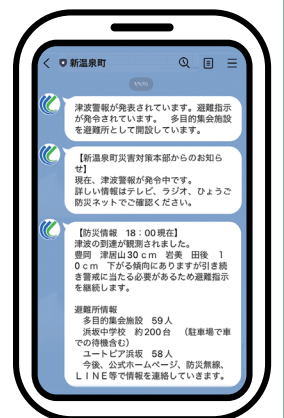 新温泉町
津波警報が発表されています。避難指示
が発令されています。 多目的集会施設
を避難所として開設しています。
【新温泉町災害対策本部からのお知ら
せ】
現在、津波警報が発令中です。
詳しい情報はテレビ、ラジオ、ひょうご
防災ネットでご確認ください。
【防災情報 18：00現在】
津波の到達が観測されました。
豊岡 津居山30ｃｍ 岩美 田後 1
0ｃｍ 下がる傾向にありますが引き続
き警戒に当たる必要があるため避難指示
を継続します。
避難所情報
多目的集会施設 59人
浜坂中学校 約200台 （駐車場で車
での待機含む）
ユートピア浜坂 58人
今後、公式ホームページ、防災無線、
ＬＩＮＥ等で情報を連絡していきます。